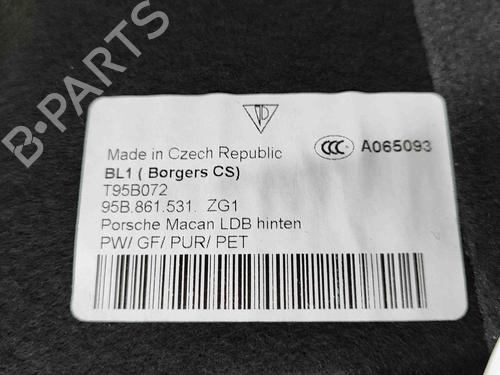 Made in Czech Republic
CCC A065093
BL1 ( Borgers CS)
T95B072
95B.861.531. ZG1
Porsche Macan LDB hinten
PW/ GF/ PUR/ PET
B-PARTS